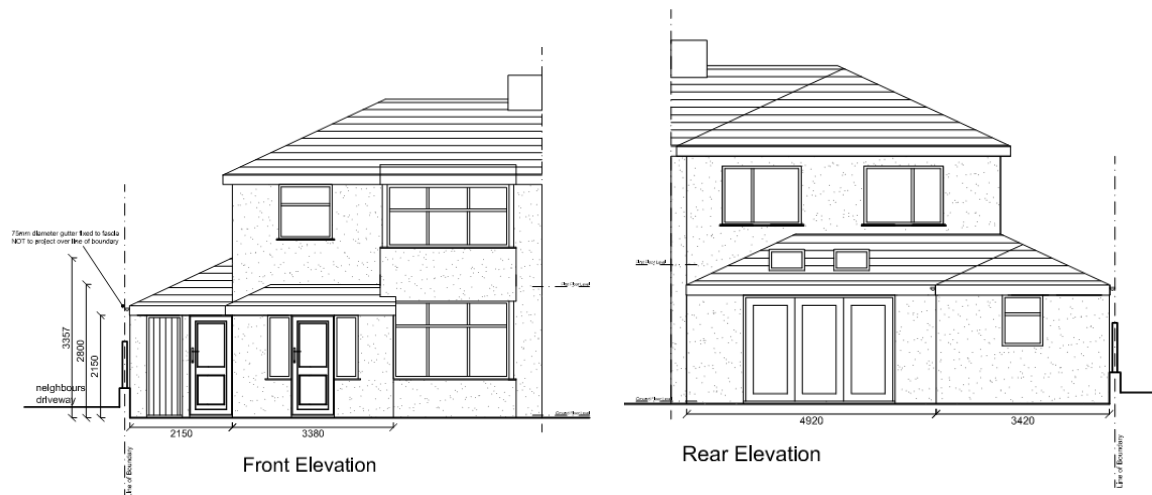 75mm diameter gutter fixed to fascia
NOT to project over line of boundary
3357
2800
2150
neighbours
driveway
2150
3380
Line of Boundary
Front Elevation
4920
3420
Line of Boundary
Rear Elevation